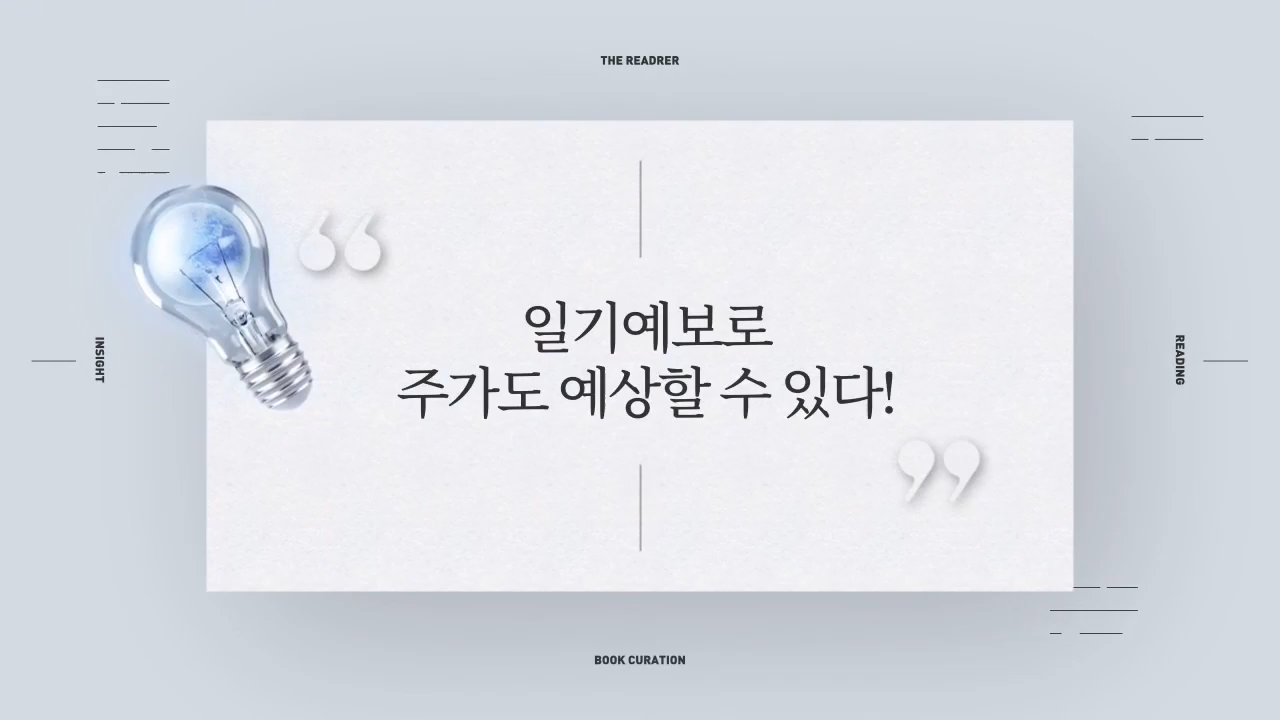 THE READRER
INSIGHT
“
일기예보로
주가도 예상할 수 있다!
”
READING
BOOK CURATION